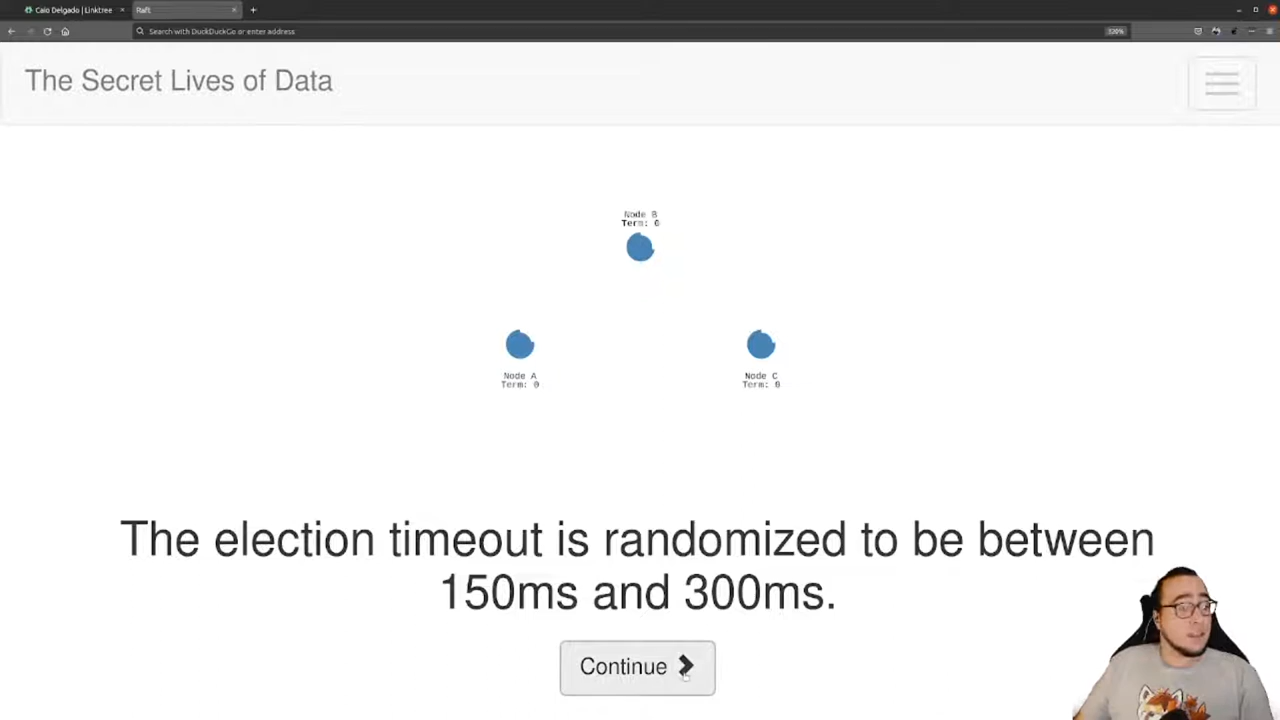 Caio Delgado | Linktree
Raft
Search with DuckDuckGo or enter address
320%
The Secret Lives of Data
Node B
Term: 0
Node A
Term: 0
Node C
Term: 0
The election timeout is randomized to be between
150ms and 300ms.
Continue